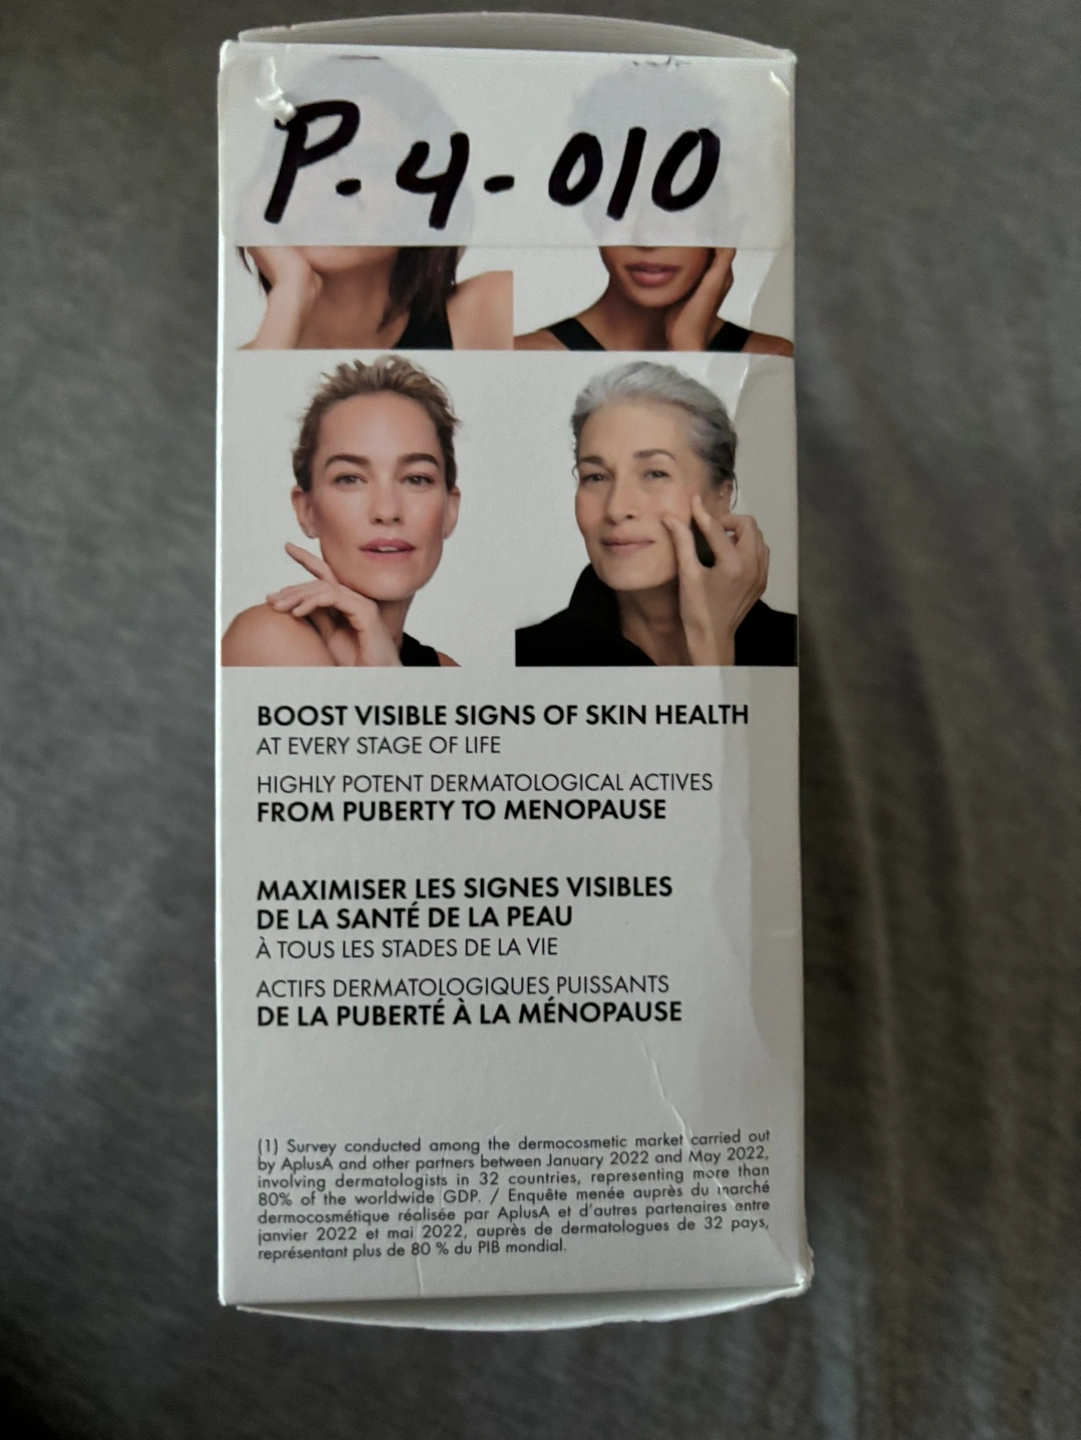 P. 4 - 010
BOOST VISIBLE SIGNS OF SKIN HEALTH
AT EVERY STAGE OF LIFE
HIGHLY POTENT DERMATOLOGICAL ACTIVES
FROM PUBERTY TO MENOPAUSE
MAXIMISER LES SIGNES VISIBLES
DE LA SANTÉ DE LA PEAU
À TOUS LES STADES DE LA VIE
ACTIFS DERMATOLOGIQUES PUISSANTS
DE LA PUBERTÉ À LA MÉNOPAUSE
(1) Survey conducted among the dermocosmetic market carried out
by AplusA and other partners between January 2022 and May 2022,
involving dermatologists in 32 countries, representing more than
80% of the worldwide GDP. / Enquête menée auprès du marché
dermocosmétique réalisée par AplusA et d'autres partenaires entre
janvier 2022 et mai 2022, auprès de dermatologues de 32 pays,
représentant plus de 80 % du PIB mondial.